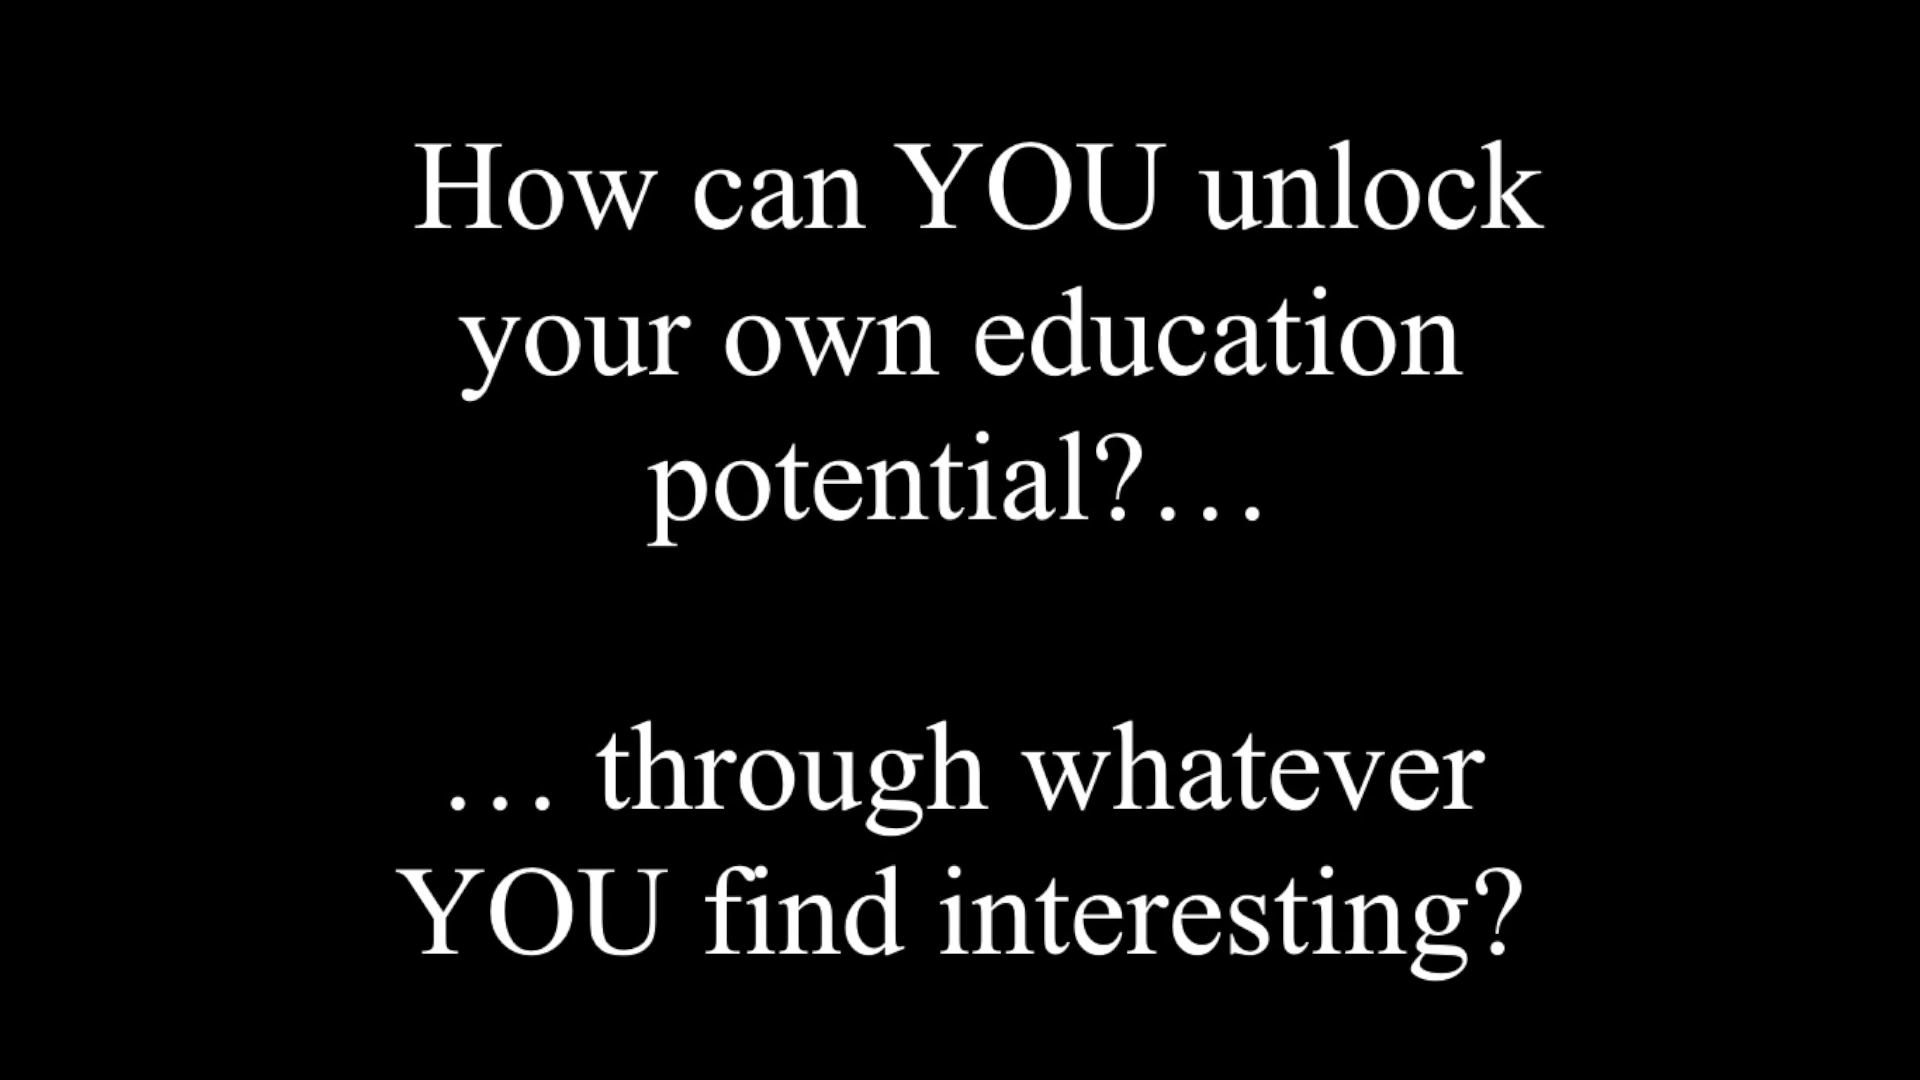 How can YOU unlock
your own education
potential?…
… through whatever
YOU find interesting?